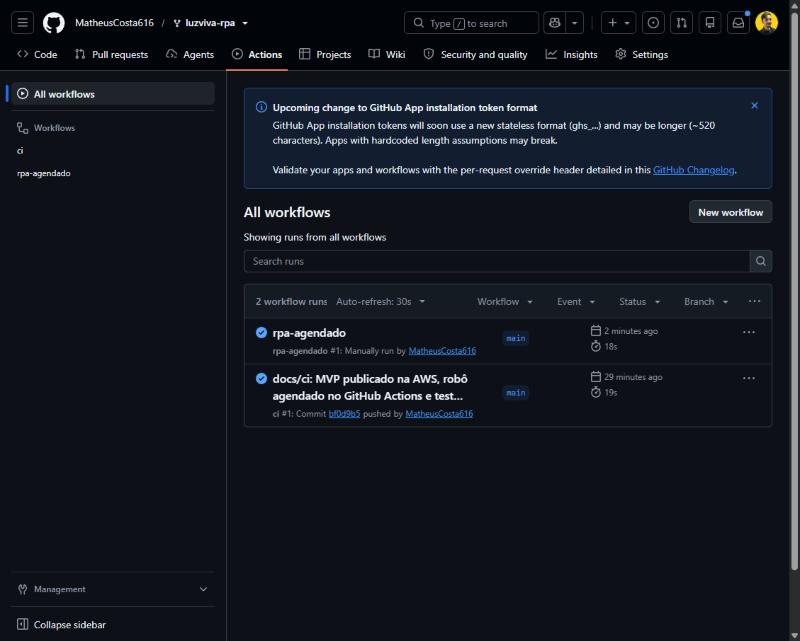 MatheusCosta616 / luzviva-rpa
Type / to search
Code
Pull requests
Agents
Actions
Projects
Wiki
Security and quality
Insights
Settings
All workflows
Workflows
ci
rpa-agendado
Upcoming change to GitHub App installation token format
GitHub App installation tokens will soon use a new stateless format (ghs_...) and may be longer (~520
characters). Apps with hardcoded length assumptions may break.
Validate your apps and workflows with the per-request override header detailed in this GitHub Changelog.
All workflows
New workflow
Showing runs from all workflows
Search runs
2 workflow runs
Auto-refresh: 30s
Workflow
Event
Status
Branch
rpa-agendado
rpa-agendado #1: Manually run by MatheusCosta616
main
2 minutes ago
18s
docs/ci: MVP publicado na AWS, robô
agendado no GitHub Actions e test...
ci #1: Commit bf0d9b5 pushed by MatheusCosta616
main
29 minutes ago
19s
Management
Collapse sidebar